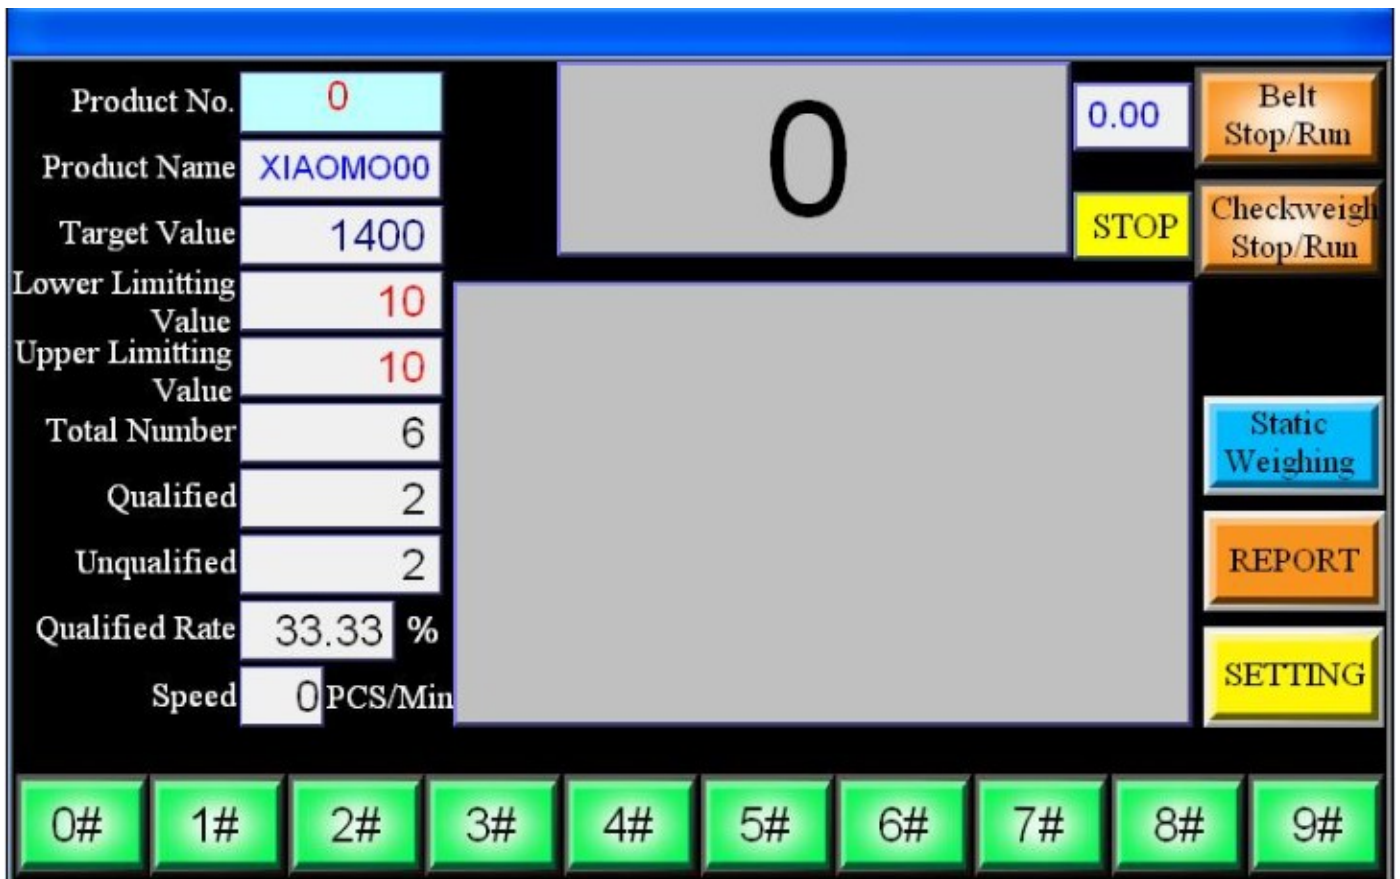 Product No. 0
Product Name XIAOMO00
Target Value 1400
Lower Limitting
Value 10
Upper Limitting
Value 10
Total Number 6
Qualified 2
Unqualified 2
Qualified Rate 33.33 %
Speed 0 PCS/Min
0
0.00
STOP
Belt
Stop/Run
Checkweigh
Stop/Run
Static
Weighing
REPORT
SETTING
0# 1# 2# 3# 4# 5# 6# 7# 8# 9#